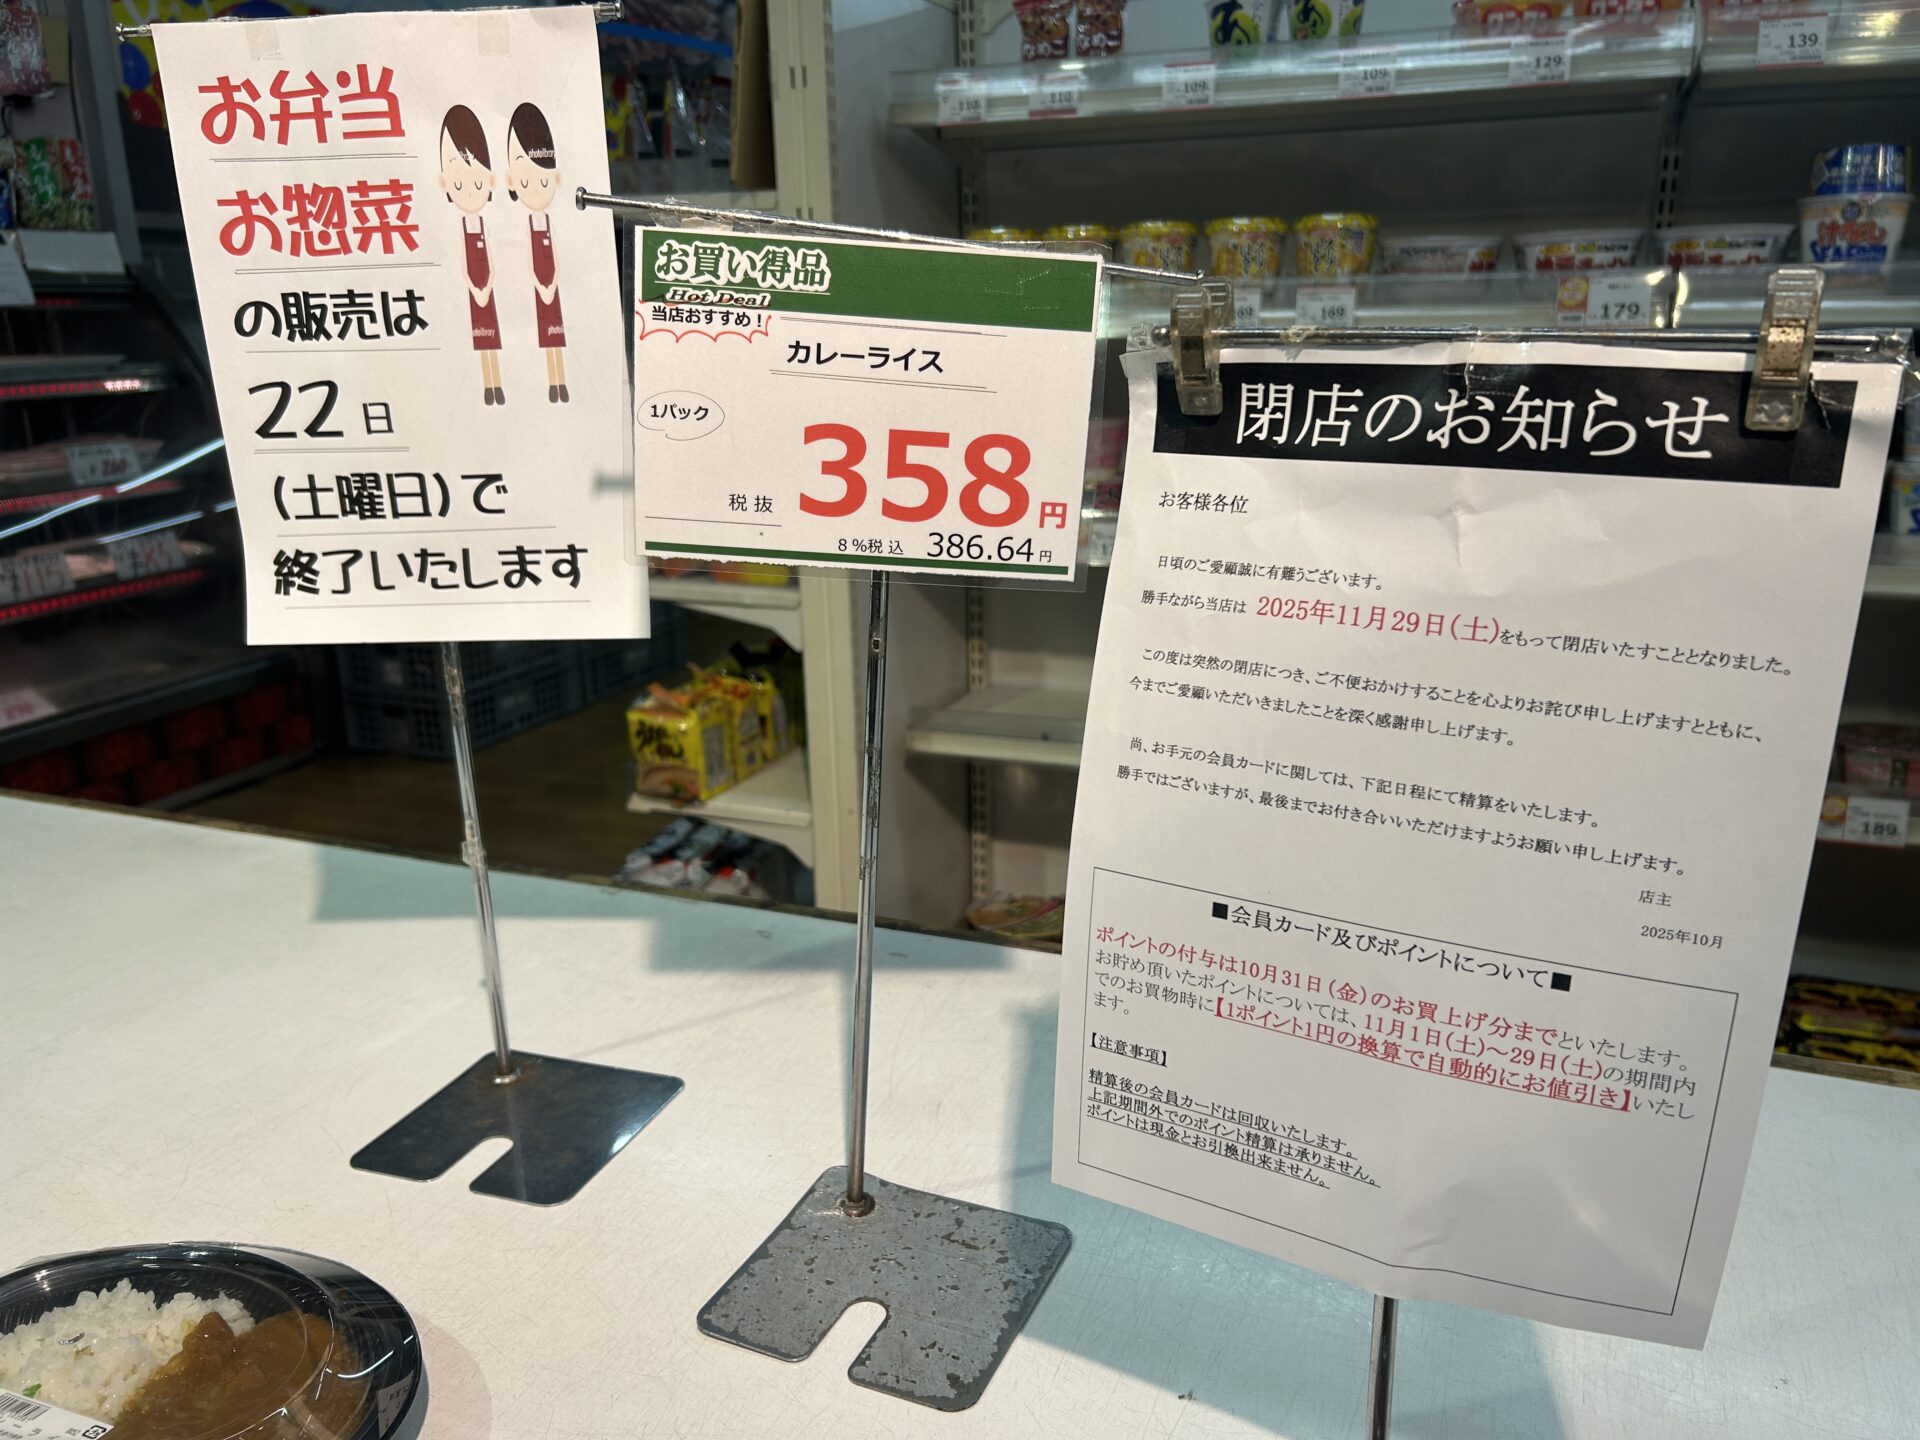 お弁当
お惣菜
の販売は
22日
(土曜日)で
終了いたします
photolibrary
お買い得品
Hot Deal
当店おすすめ！
カレーライス
1パック
税抜 358円
8%税込 386.64円
閉店のお知らせ
お客様各位
日頃のご愛顧誠に有難うございます。
勝手ながら当店は 2025年11月29日(土)をもって閉店いたすこととなりました。
この度は突然の閉店につき、ご不便おかけすることを心よりお詫び申し上げますとともに、
今までご愛顧いただいきましたことを深く感謝申し上げます。
尚、お手元の会員カードに関しては、下記日程にて精算をいたします。
勝手ではございますが、最後までお付き合いいただけますようお願い申し上げます。
店主
2025年10月
■会員カード及びポイントについて■
ポイントの付与は10月31日(金)のお買上げ分までといたします。
お貯め頂いたポイントについては、11月1日(土)～29日(土)の期間内
でのお買物時に【1ポイント1円の換算で自動的にお値引き】いたし
ます。
【注意事項】
精算後の会員カードは回収いたします。
上記期間外でのポイント精算は承りません。
ポイントは現金とお引換出来ません。
なめこ
110
110
109
109
129
139
169
179
189